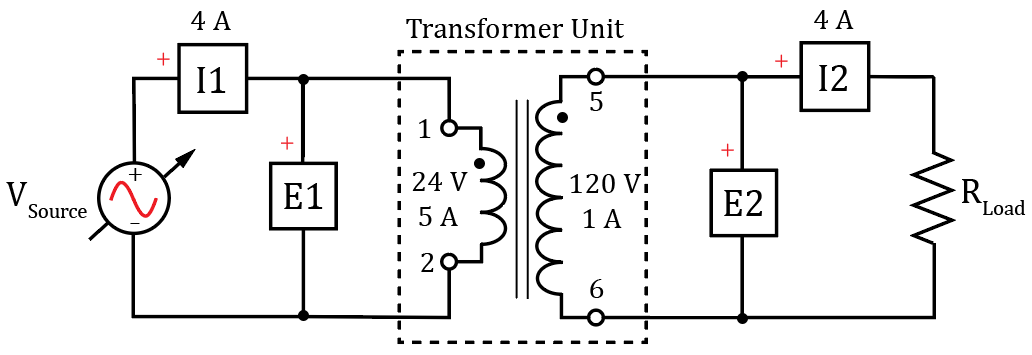 Transformer Unit
4 A
4 A
+
I1
+
I2
5
1
+
E1
+
E2
V Source
+
-
24 V
5 A
120 V
1 A
R Load
2
6